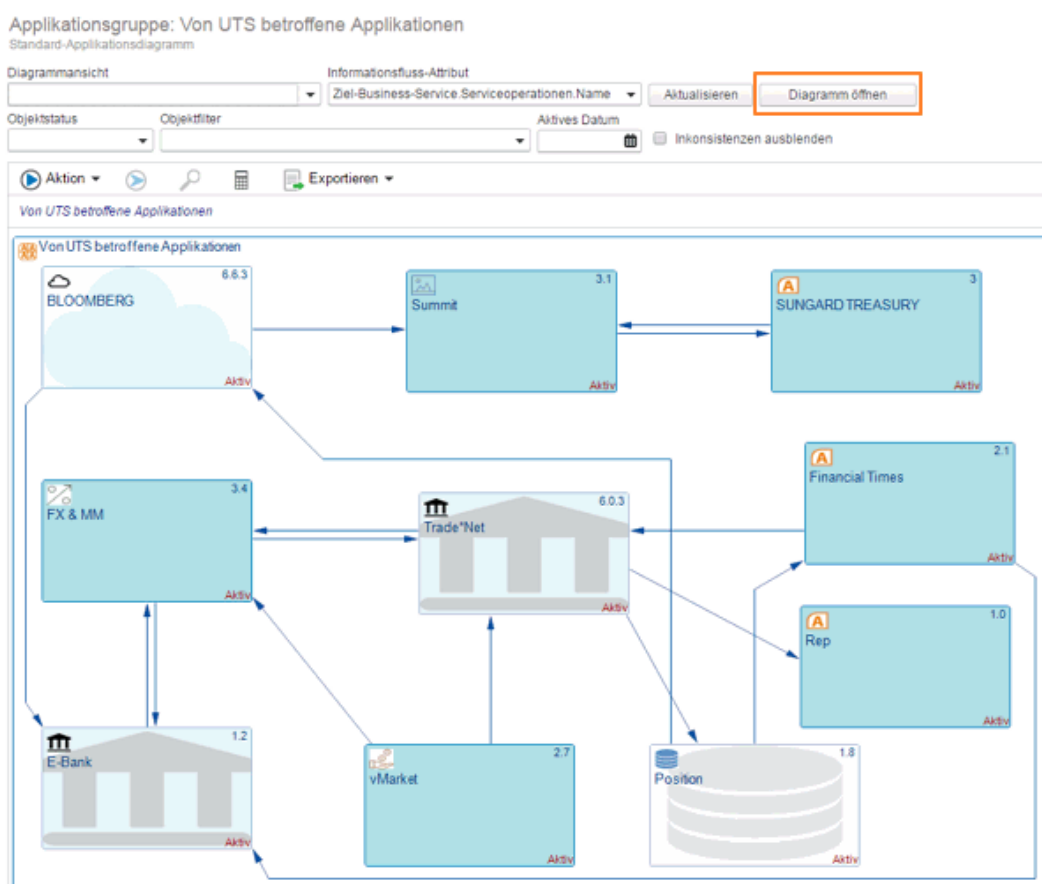 Applikationsgruppe: Von UTS betroffene Applikationen
Standard-Applikationsdiagramm
Diagrammansicht
Informationsfluss-Attribut
Ziel-Business-Service.Serviceoperationen.Name
Aktualisieren
Diagramm öffnen
Objektstatus
Objektfilter
Aktives Datum
Inkonsistenzen ausblenden
Aktion
Exportieren
Von UTS betroffene Applikationen
Von UTS betroffene Applikationen
6.6.3
BLOOMBERG
Aktiv
3.1
Summit
Aktiv
A
3
SUNGARD TREASURY
Aktiv
3.4
FX & MM
Aktiv
6.0.3
Trade*Net
Aktiv
A
2.1
Financial Times
Aktiv
A
1.0
Rep
Aktiv
1.2
E-Bank
Aktiv
2.7
vMarket
Aktiv
1.8
Position
Aktiv